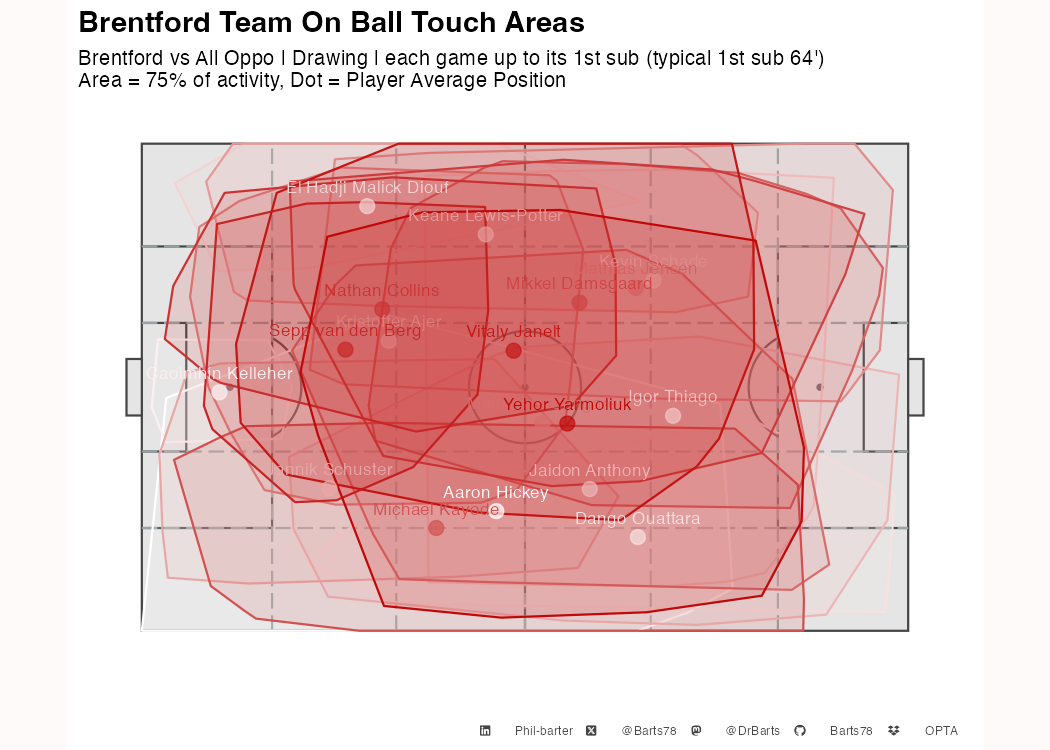 Brentford Team On Ball Touch Areas
Brentford vs All Oppo | Drawing | each game up to its 1st sub (typical 1st sub 64')
Area = 75% of activity, Dot = Player Average Position
El Hadji Malick Diouf
Keane Lewis-Potter
Kevin Schade
Mathias Jensen
Mikkel Damsgaard
Nathan Collins
Kristoffer Ajer
Sepp van den Berg
Vitaly Janelt
Caoimhín Kelleher
Igor Thiago
Yehor Yarmoliuk
Jannik Schuster
Jaidon Anthony
Aaron Hickey
Michael Kayode
Dango Ouattara
Phil-barter @Barts78 @DrBarts Barts78 OPTA